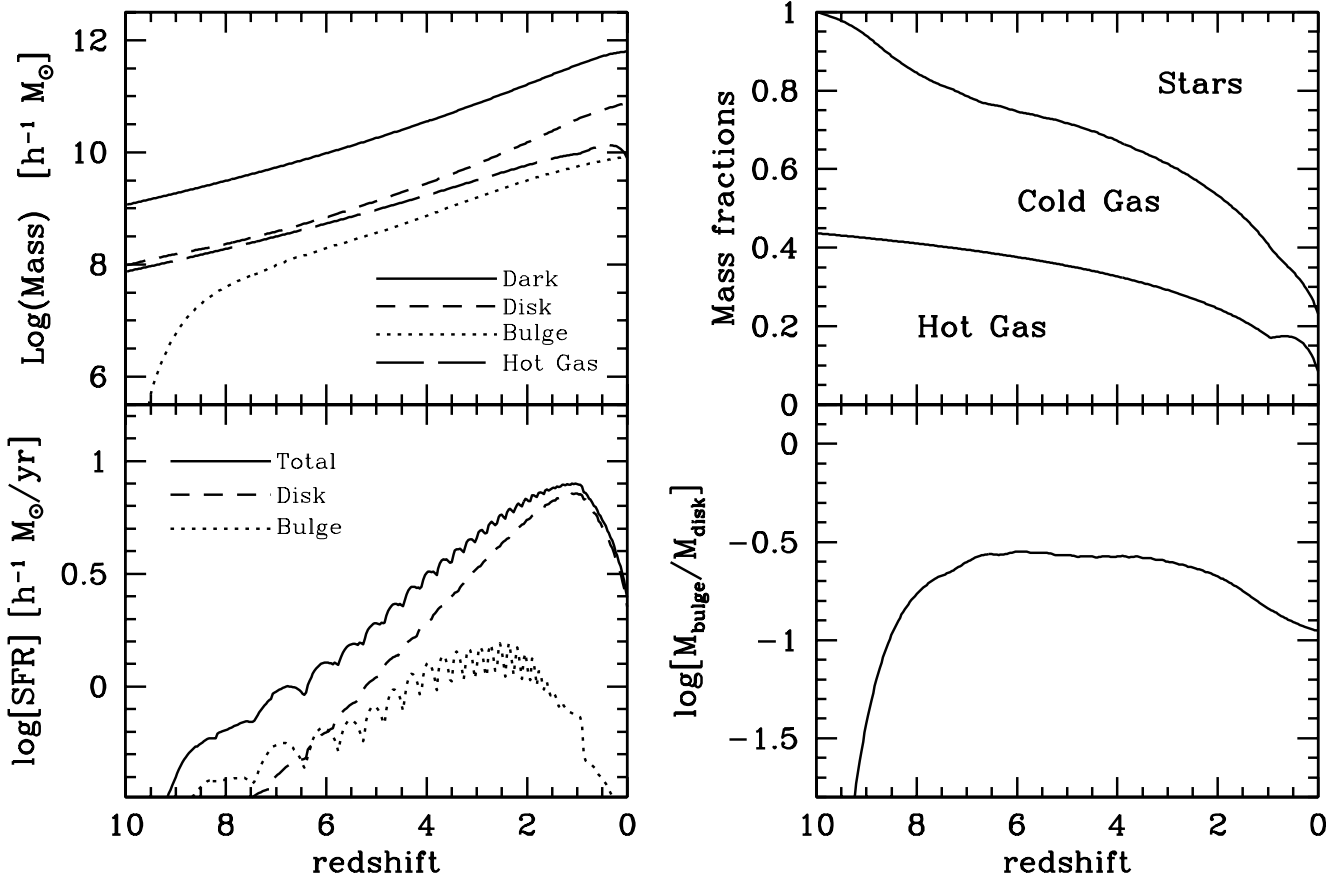 Log(Mass) [h⁻¹ M⊙]
12
10
8
6
Dark
Disk
Bulge
Hot Gas
Mass fractions
1
0.8
0.6
0.4
0.2
0
Stars
Cold Gas
Hot Gas
log[SFR] [h⁻¹ M⊙/yr]
1
0.5
0
Total
Disk
Bulge
10 8 6 4 2 0
redshift
log[M_bulge/M_disk]
0
−0.5
−1
−1.5
10 8 6 4 2 0
redshift